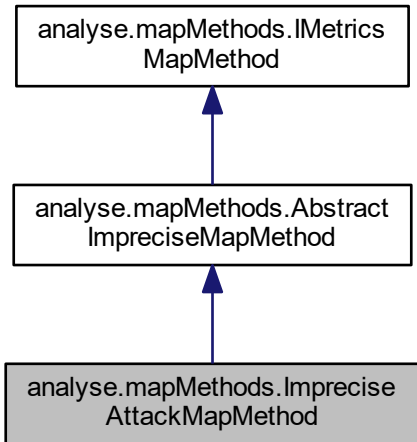 analyse.mapMethods.IMetrics
MapMethod
analyse.mapMethods.Abstract
ImpreciseMapMethod
analyse.mapMethods.Imprecise
AttackMapMethod